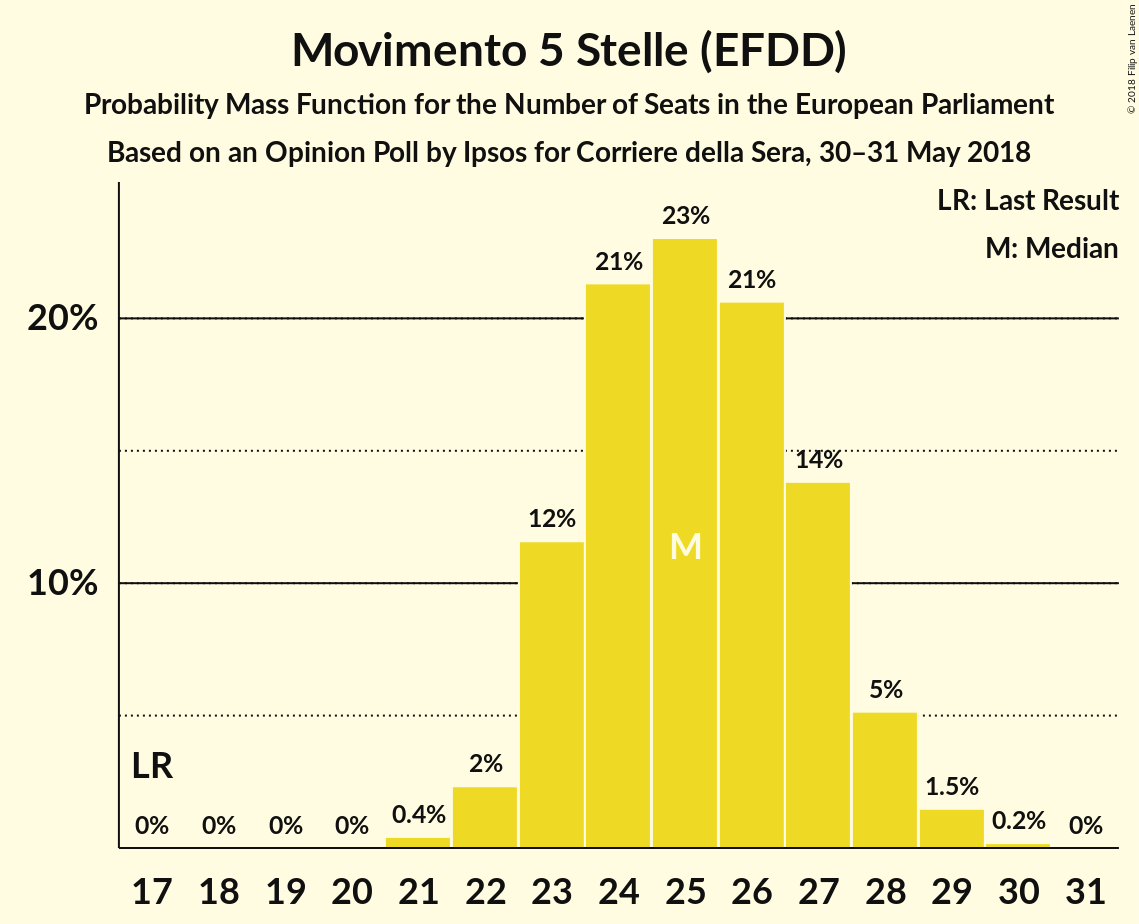 Movimento 5 Stelle (EFDD)
Probability Mass Function for the Number of Seats in the European Parliament
Based on an Opinion Poll by Ipsos for Corriere della Sera, 30–31 May 2018
© 2018 Filip van Laenen
LR: Last Result
M: Median
20%
10%
23%
21%
21%
14%
12%
M
5%
LR
2%
1.5%
0% 0% 0% 0% 0.4% 0.2% 0%
17 18 19 20 21 22 23 24 25 26 27 28 29 30 31